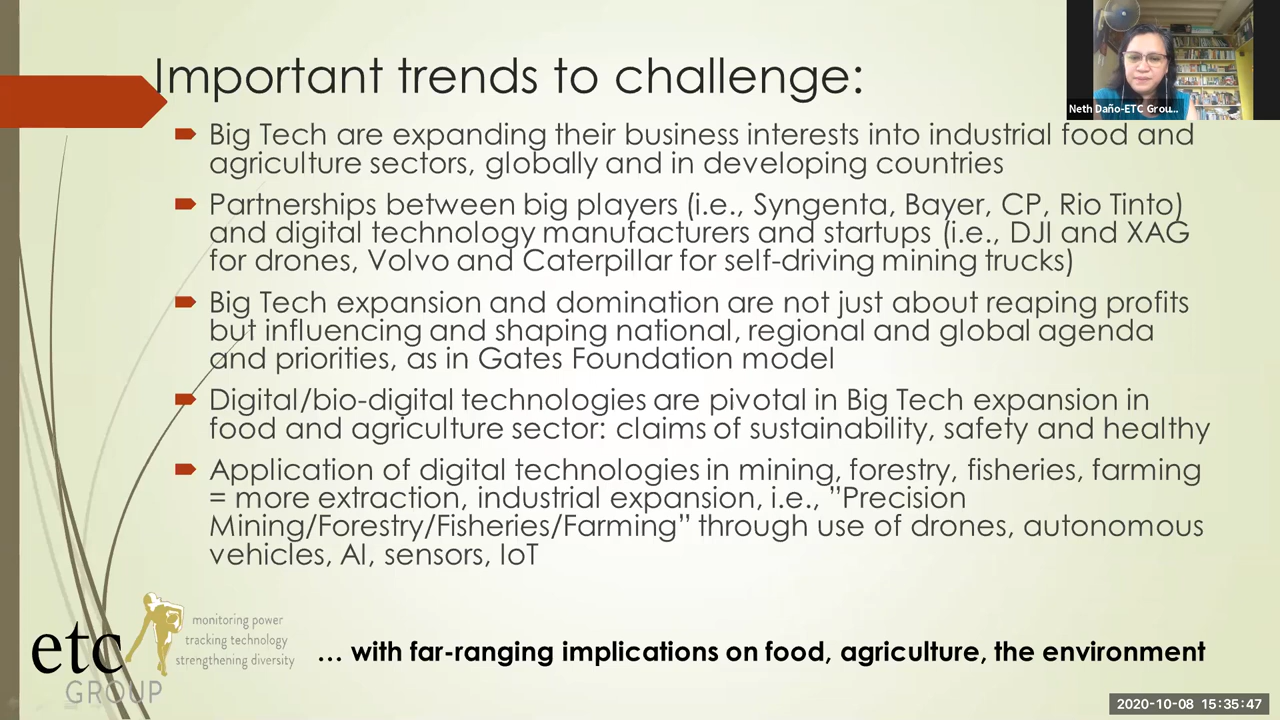 Important trends to challenge:
Neth Daño-ETC Grou...
Big Tech are expanding their business interests into industrial food and
agriculture sectors, globally and in developing countries
Partnerships between big players (i.e., Syngenta, Bayer, CP, Rio Tinto)
and digital technology manufacturers and startups (i.e., DJI and XAG
for drones, Volvo and Caterpillar for self-driving mining trucks)
Big Tech expansion and domination are not just about reaping profits
but influencing and shaping national, regional and global agenda
and priorities, as in Gates Foundation model
Digital/bio-digital technologies are pivotal in Big Tech expansion in
food and agriculture sector: claims of sustainability, safety and healthy
Application of digital technologies in mining, forestry, fisheries, farming
= more extraction, industrial expansion, i.e., ”Precision
Mining/Forestry/Fisheries/Farming” through use of drones, autonomous
vehicles, AI, sensors, IoT
etc
GROUP
monitoring power
tracking technology
strengthening diversity
… with far-ranging implications on food, agriculture, the environment
2020-10-08 15:35:47